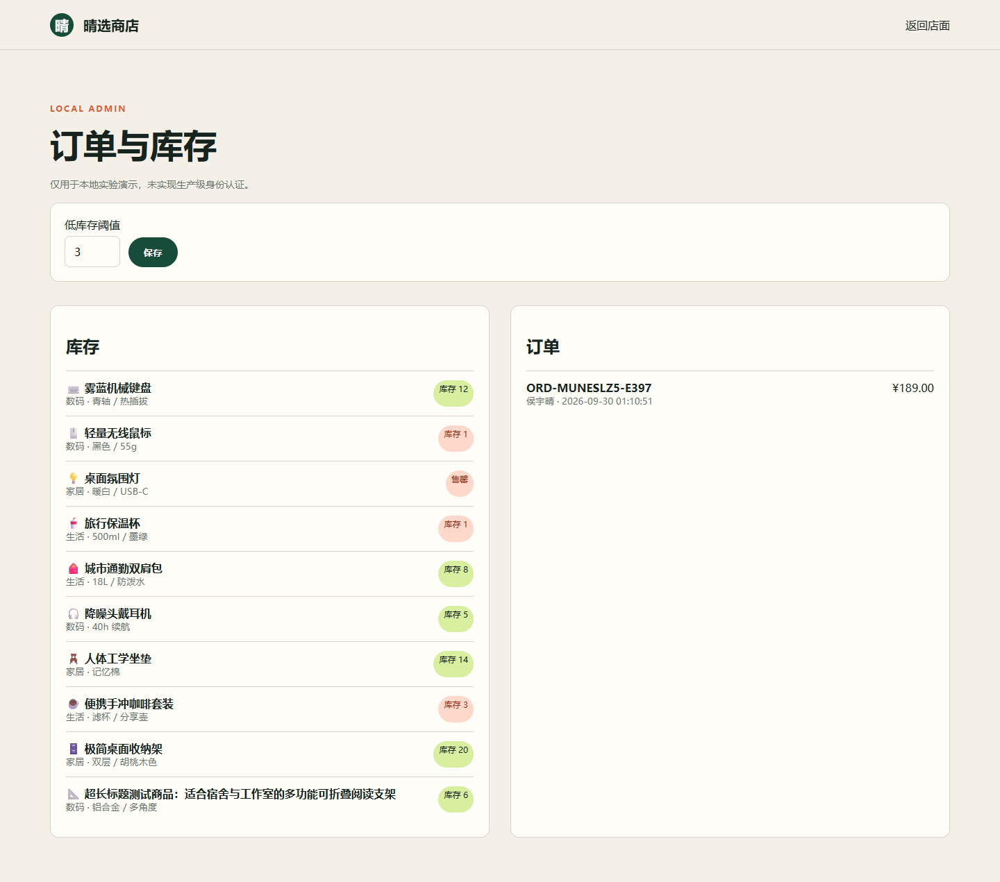 晴 晴选商店
返回店面
LOCAL ADMIN
订单与库存
仅用于本地实验演示，未实现生产级身份认证。
低库存阈值
3 保存
库存
雾蓝机械键盘
数码 · 青轴 / 热插拔
库存 12
轻量无线鼠标
数码 · 黑色 / 55g
库存 1
桌面氛围灯
家居 · 暖白 / USB-C
售罄
旅行保温杯
生活 · 500ml / 墨绿
库存 1
城市通勤双肩包
生活 · 18L / 防泼水
库存 8
降噪头戴耳机
数码 · 40h 续航
库存 5
人体工学坐垫
家居 · 记忆棉
库存 14
便携手冲咖啡套装
生活 · 滤杯 / 分享壶
库存 3
极简桌面收纳架
家居 · 双层 / 胡桃木色
库存 20
超长标题测试商品：适合宿舍与工作室的多功能可折叠阅读支架
数码 · 铝合金 / 多角度
库存 6
订单
ORD-MUNESLZ5-E397
侯宇晴 · 2026-09-30 01:10:51
¥189.00